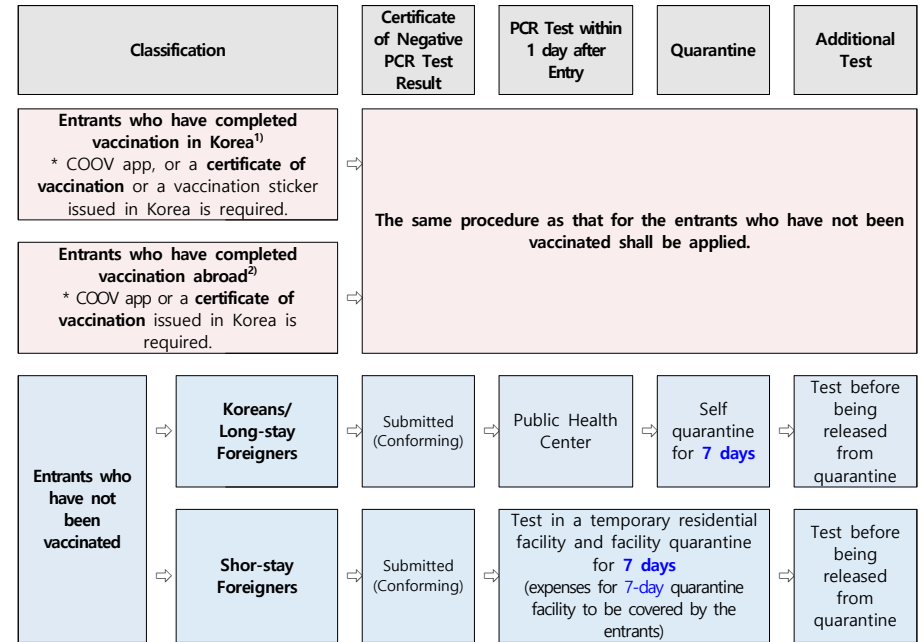 Classification
Certificate
of Negative
PCR Test
Result
PCR Test within
1 day after
Entry
Quarantine
Additional
Test
Entrants who have completed
vaccination in Korea1)
* COOV app, or a certificate of
vaccination or a vaccination sticker
issued in Korea is required.
The same procedure as that for the entrants who have not been
vaccinated shall be applied.
Entrants who have completed
vaccination abroad2)
* COOV app or a certificate of
vaccination issued in Korea is
required.
Entrants who
have not
been
vaccinated
Koreans/
Long-stay
Foreigners
Submitted
(Conforming)
Public Health
Center
Self
quarantine
for 7 days
Test before
being
released
from
quarantine
Shor-stay
Foreigners
Submitted
(Conforming)
Test in a temporary residential
facility and facility quarantine
for 7 days
(expenses for 7-day quarantine
facility to be covered by the
entrants)
Test before
being
released
from
quarantine